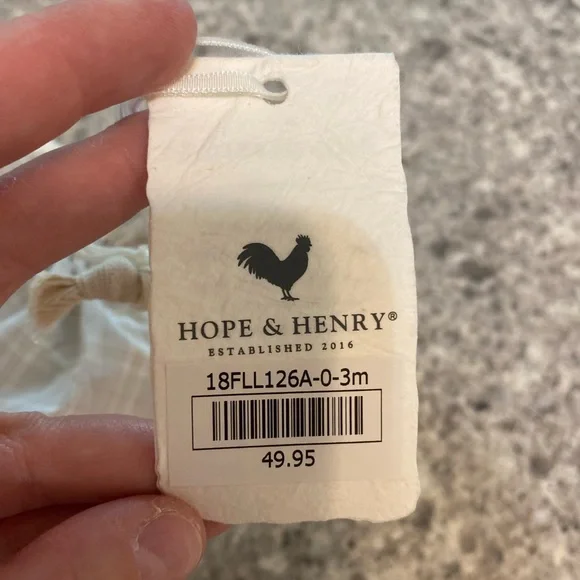 HOPE & HENRY®
ESTABLISHED 2016
18FLL126A-0-3m
49.95